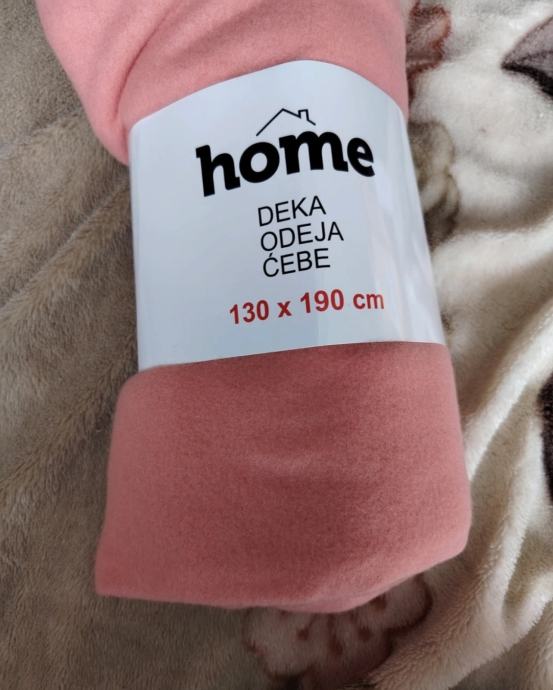 home
DEKA
ODEJA
ĆEBE
130 x 190 cm